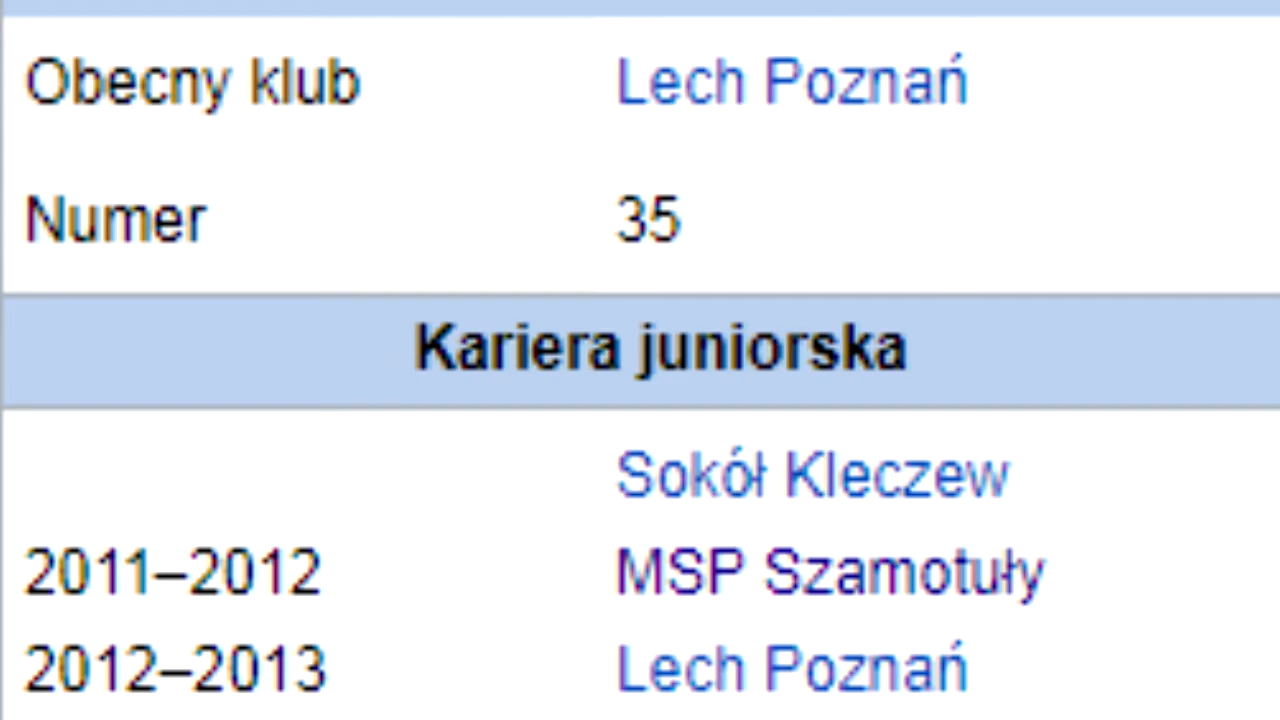 Obecny klub Lech Poznań
Numer 35
Kariera juniorska
Sokół Kleczew
2011–2012 MSP Szamotuły
2012–2013 Lech Poznań